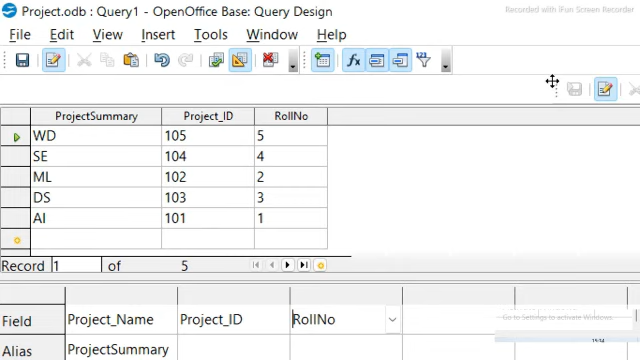 Project.odb : Query1 - OpenOffice Base: Query Design
Recorded with iFun Screen Recorder
File Edit View Insert Tools Window Help
123
ProjectSummary Project_ID RollNo
WD 105 5
SE 104 4
ML 102 2
DS 103 3
AI 101 1
Record 1 of 5
Field Project_Name Project_ID RollNo
Go to Settings to activate Windows.
Alias ProjectSummary